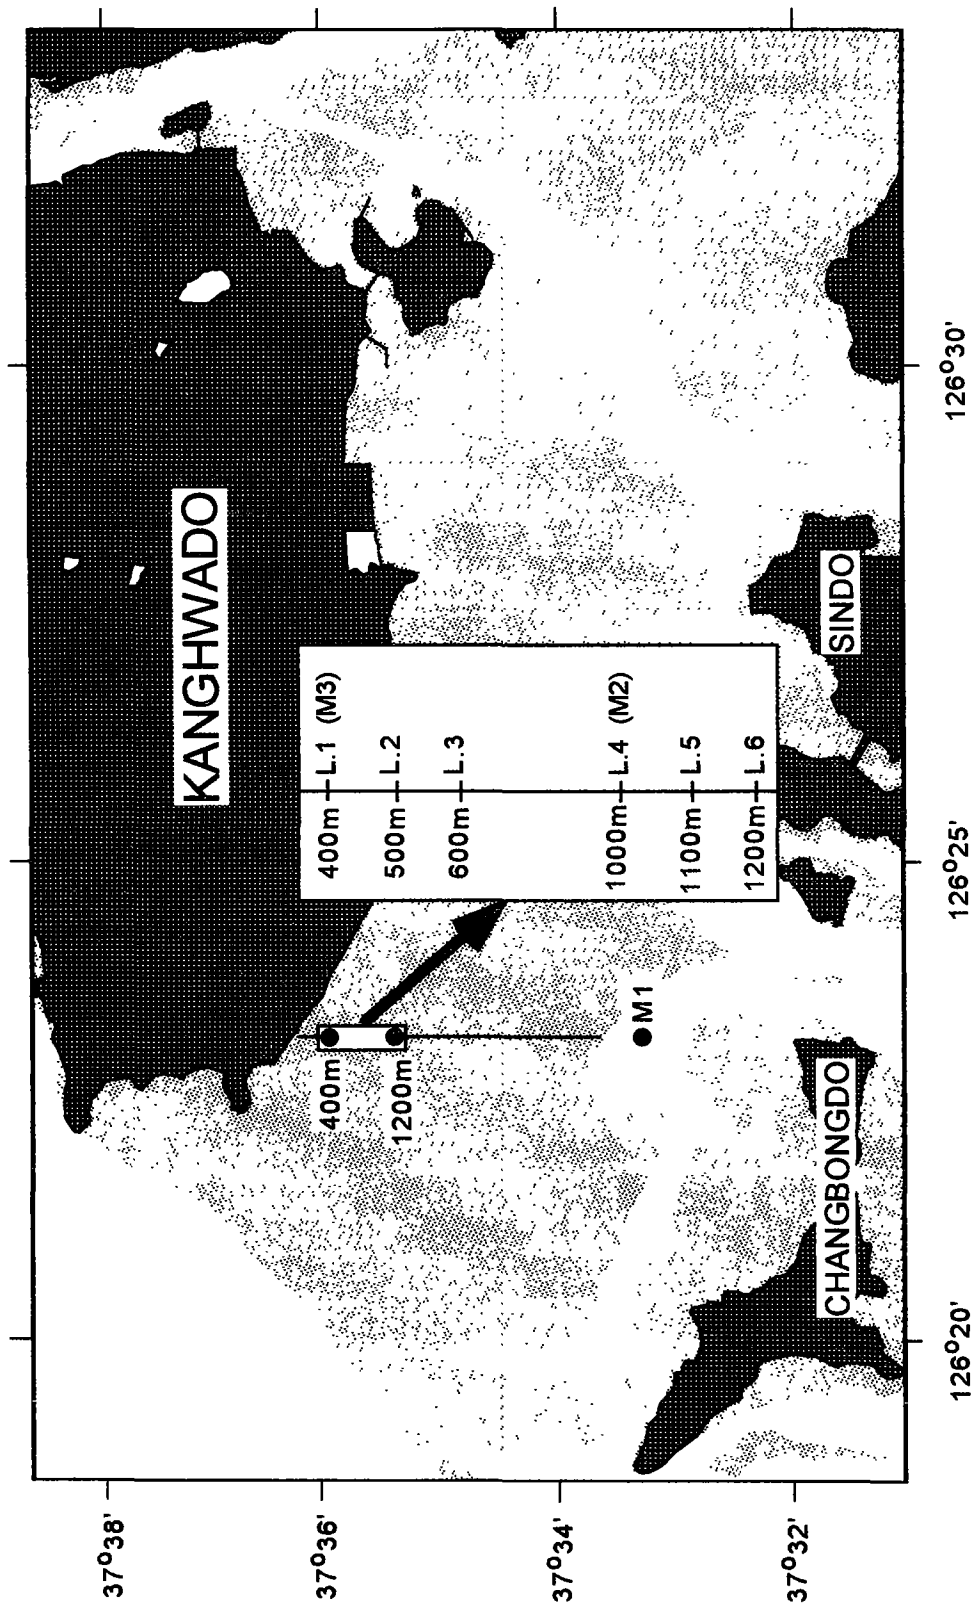 KANGHWADO
400m L.1 (M3)
500m L.2
600m L.3
1000m L.4 (M2)
1100m L.5
1200m L.6
400m
1200m
M1
SINDO
CHANGBONGDO
37°38'
37°36'
37°34'
37°32'
126°20'
126°25'
126°30'